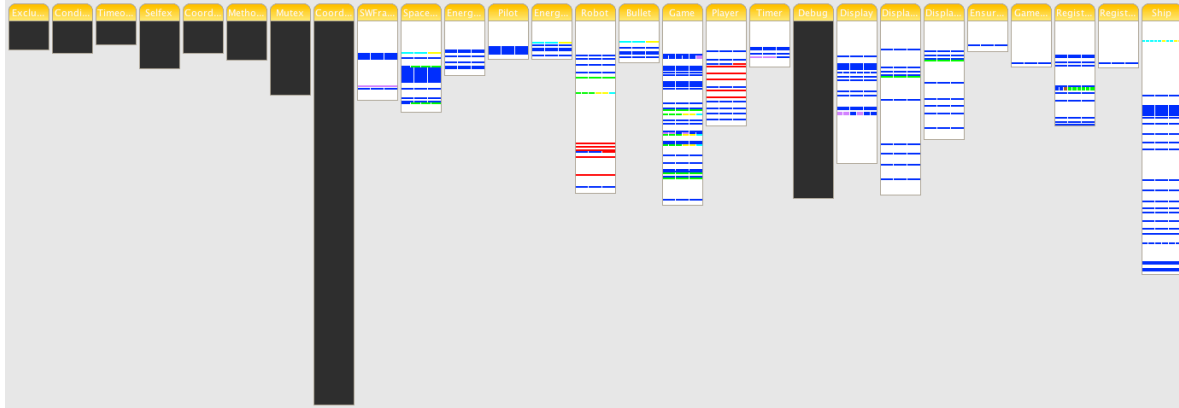 Exclu... Condi... Timeo... Selfex Coord... Metho... Mutex Coord... SWFra... Space... Energ... Pilot Energ... Robot Bullet Game Player Timer Debug Display Displa... Displa... Ensur... Game... Regist... Regist... Ship